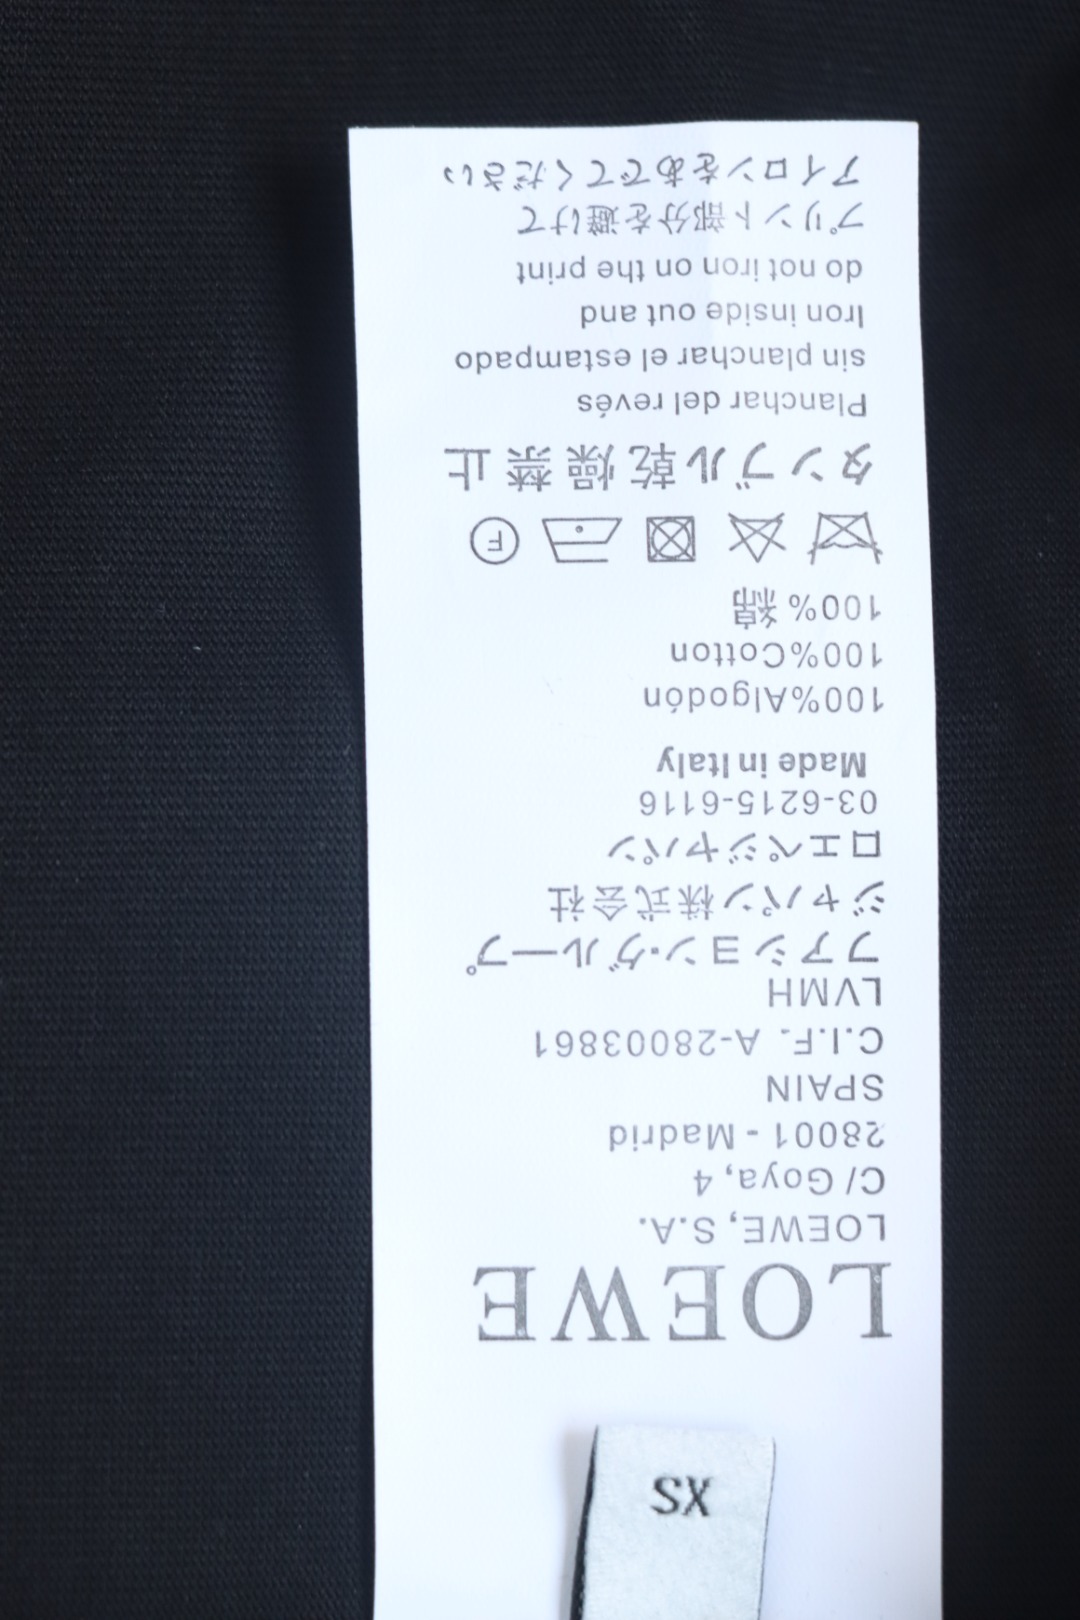 XS
LOEWE
LOEWE, S.A.
C/ Goya, 4
28001 - Madrid
SPAIN
C.I.F. A-28003861
LVMH
ファション・グループ
ジャパン株式会社
ロエベジャパン
03-6215-6116
Made in Italy
100%Algodón
100%Cotton
100% 綿
F
タンブル乾燥禁止
Planchar del revés
sin planchar el estampado
Iron inside out and
do not iron on the print
プリント部分を避けて
アイロンをあててください